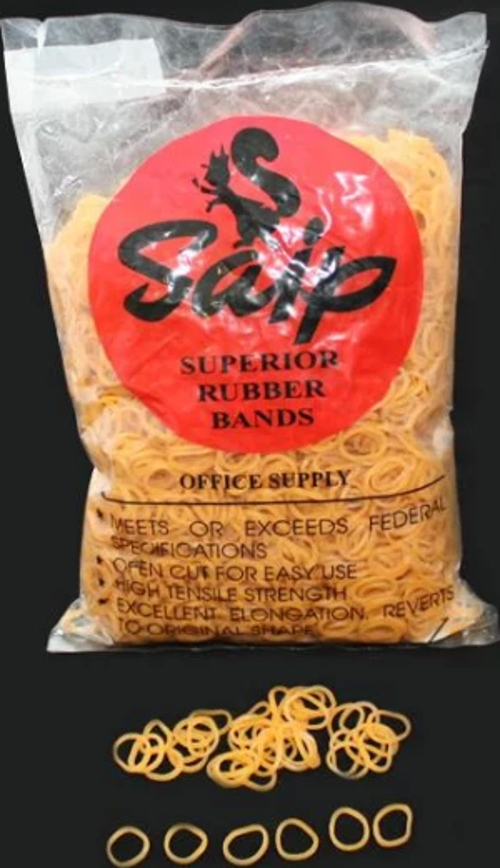 Saip
SUPERIOR
RUBBER
BANDS
OFFICE SUPPLY
MEETS OR EXCEEDS FEDERAL
SPECIFICATIONS
OPEN CUT FOR EASY USE
HIGH TENSILE STRENGTH
EXCELLENT ELONGATION, REVERTS
TO ORIGINAL SHAPE